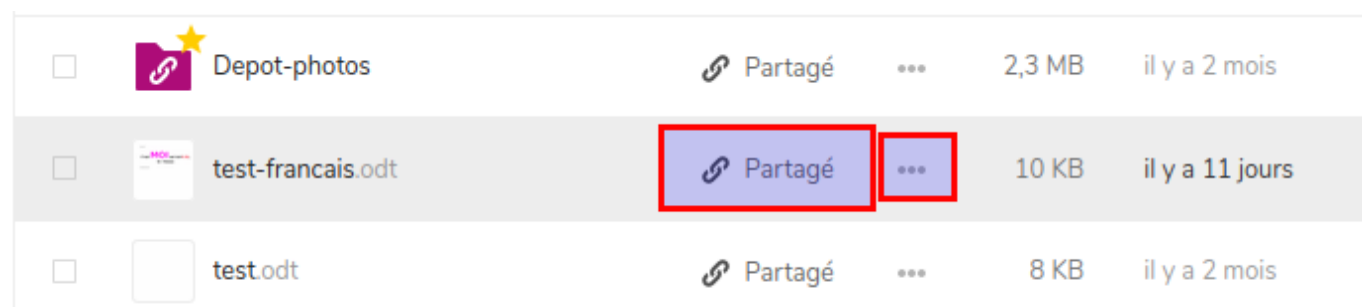 Depot-photos Partagé ••• 2,3 MB il y a 2 mois
test-francais.odt Partagé ••• 10 KB il y a 11 jours
test.odt Partagé ••• 8 KB il y a 2 mois